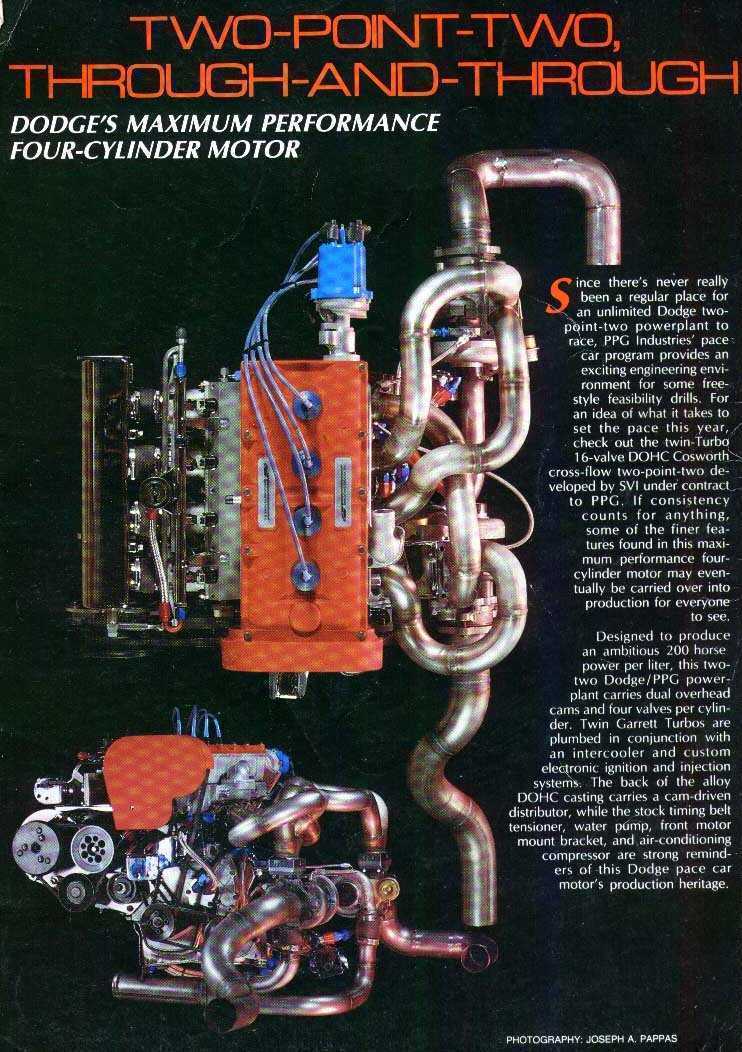 TWO-POINT-TWO,
THROUGH-AND-THROUGH
DODGE'S MAXIMUM PERFORMANCE
FOUR-CYLINDER MOTOR
Since there's never really
been a regular place for
an unlimited Dodge two-
point-two powerplant to
race, PPG Industries' pace
car program provides an
exciting engineering envi-
ronment for some free-
style feasibility drills. For
an idea of what it takes to
set the pace this year,
check out the twin-Turbo
16-valve DOHC Cosworth
cross-flow two-point-two de-
veloped by SVI under contract
to PPG. If consistency
counts for anything,
some of the finer fea-
tures found in this maxi-
mum performance four-
cylinder motor may even-
tually be carried over into
production for everyone
to see.
Designed to produce
an ambitious 200 horse
power per liter, this two-
two Dodge/PPG power-
plant carries dual overhead
cams and four valves per cylin-
der. Twin Garrett Turbos are
plumbed in conjunction with
an intercooler and custom
electronic ignition and injection
systems. The back of the alloy
DOHC casting carries a cam-driven
distributor, while the stock timing belt
tensioner, water pump, front motor
mount bracket, and air-conditioning
compressor are strong remind-
ers of this Dodge pace car
motor's production heritage.
PHOTOGRAPHY: JOSEPH A. PAPPAS